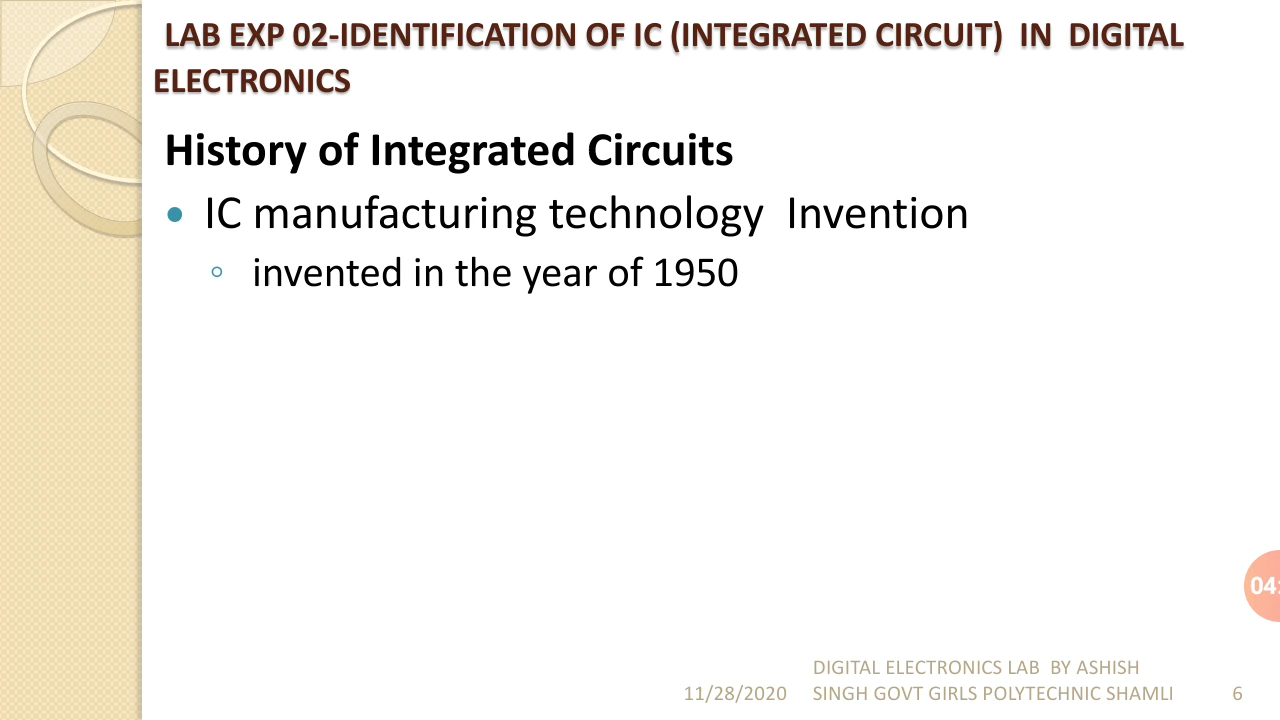 LAB EXP 02-IDENTIFICATION OF IC (INTEGRATED CIRCUIT)  IN  DIGITAL
ELECTRONICS
History of Integrated Circuits
IC manufacturing technology  Invention
invented in the year of 1950
04:
DIGITAL ELECTRONICS LAB  BY ASHISH
11/28/2020 SINGH GOVT GIRLS POLYTECHNIC SHAMLI 6